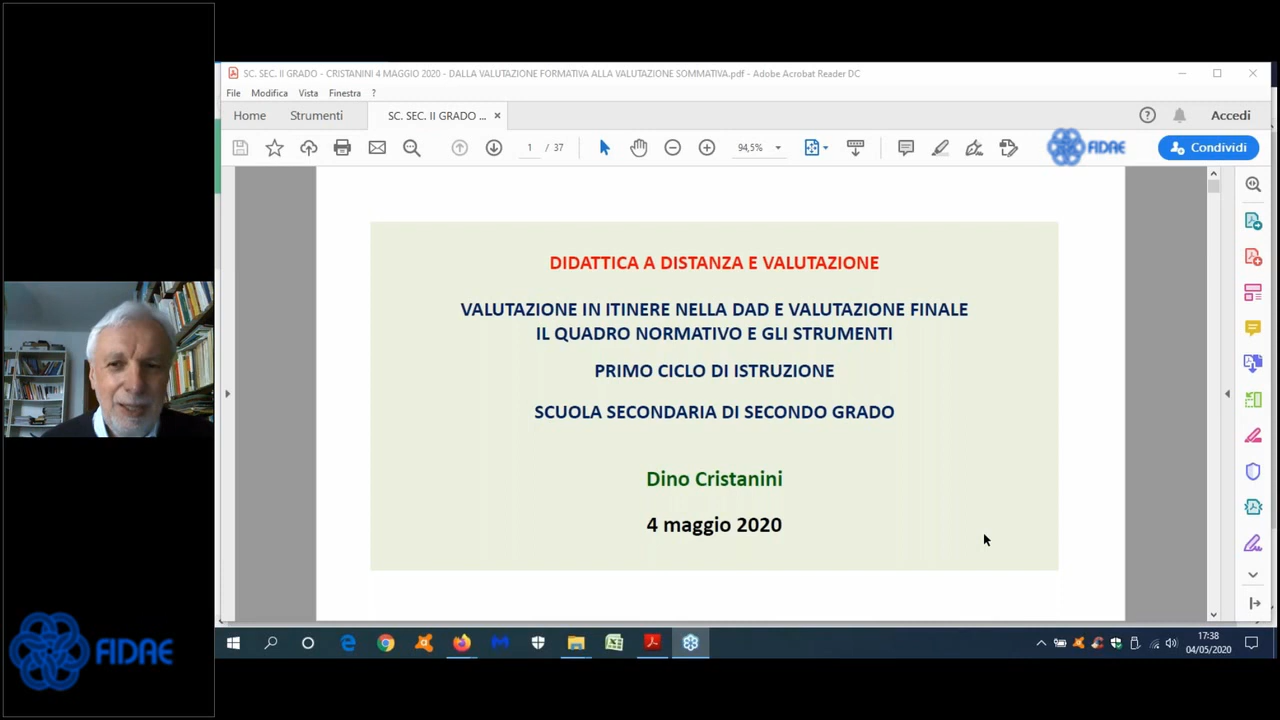 SC. SEC. II GRADO - CRISTANINI 4 MAGGIO 2020 - DALLA VALUTAZIONE FORMATIVA ALLA VALUTAZIONE SOMMATIVA.pdf - Adobe Acrobat Reader DC
File Modifica Vista Finestra ?
Home Strumenti SC. SEC. II GRADO ... × Accedi
1 / 37 94,5% FIDAE Condividi
DIDATTICA A DISTANZA E VALUTAZIONE
VALUTAZIONE IN ITINERE NELLA DAD E VALUTAZIONE FINALE
IL QUADRO NORMATIVO E GLI STRUMENTI
PRIMO CICLO DI ISTRUZIONE
SCUOLA SECONDARIA DI SECONDO GRADO
Dino Cristanini
4 maggio 2020
FIDAE
17:38
04/05/2020